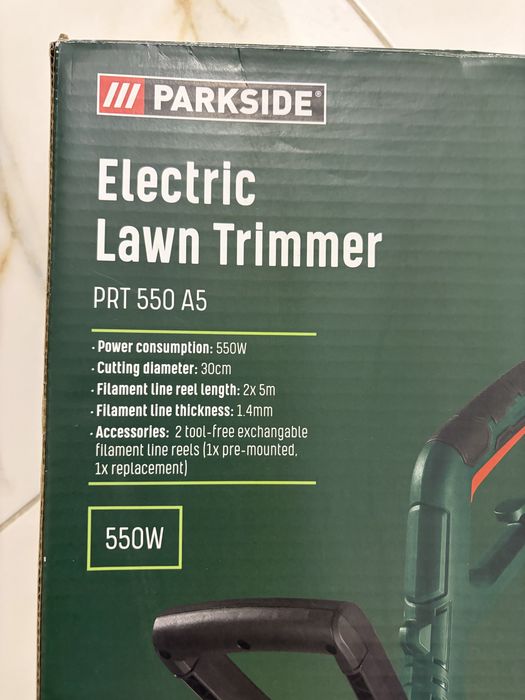 /// PARKSIDE®
Electric
Lawn Trimmer
PRT 550 A5
· Power consumption: 550W
· Cutting diameter: 30cm
· Filament line reel length: 2x 5m
· Filament line thickness: 1.4mm
· Accessories: 2 tool-free exchangable
filament line reels (1x pre-mounted,
1x replacement)
550W